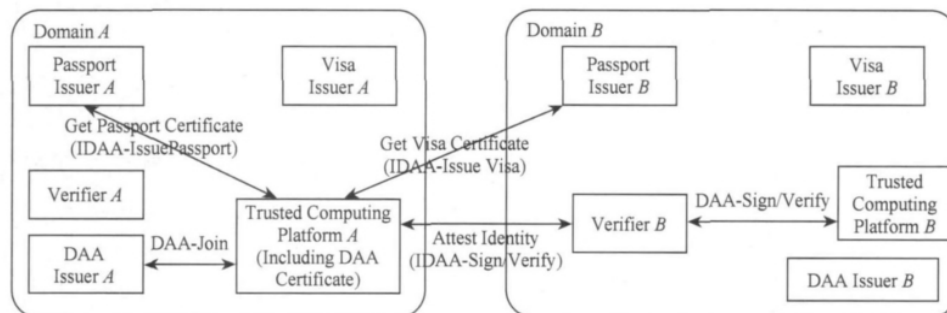 Domain A
Passport
Issuer A
Visa
Issuer A
Get Passport Certificate
(IDAA-IssuePassport)
Verifier A
DAA
Issuer A
DAA-Join
Trusted Computing
Platform A
(Including DAA
Certificate)
Get Visa Certificate
(IDAA-Issue Visa)
Attest Identity
(IDAA-Sign/Verify)
Domain B
Passport
Issuer B
Visa
Issuer B
Verifier B
DAA-Sign/Verify
Trusted
Computing
Platform B
DAA Issuer B